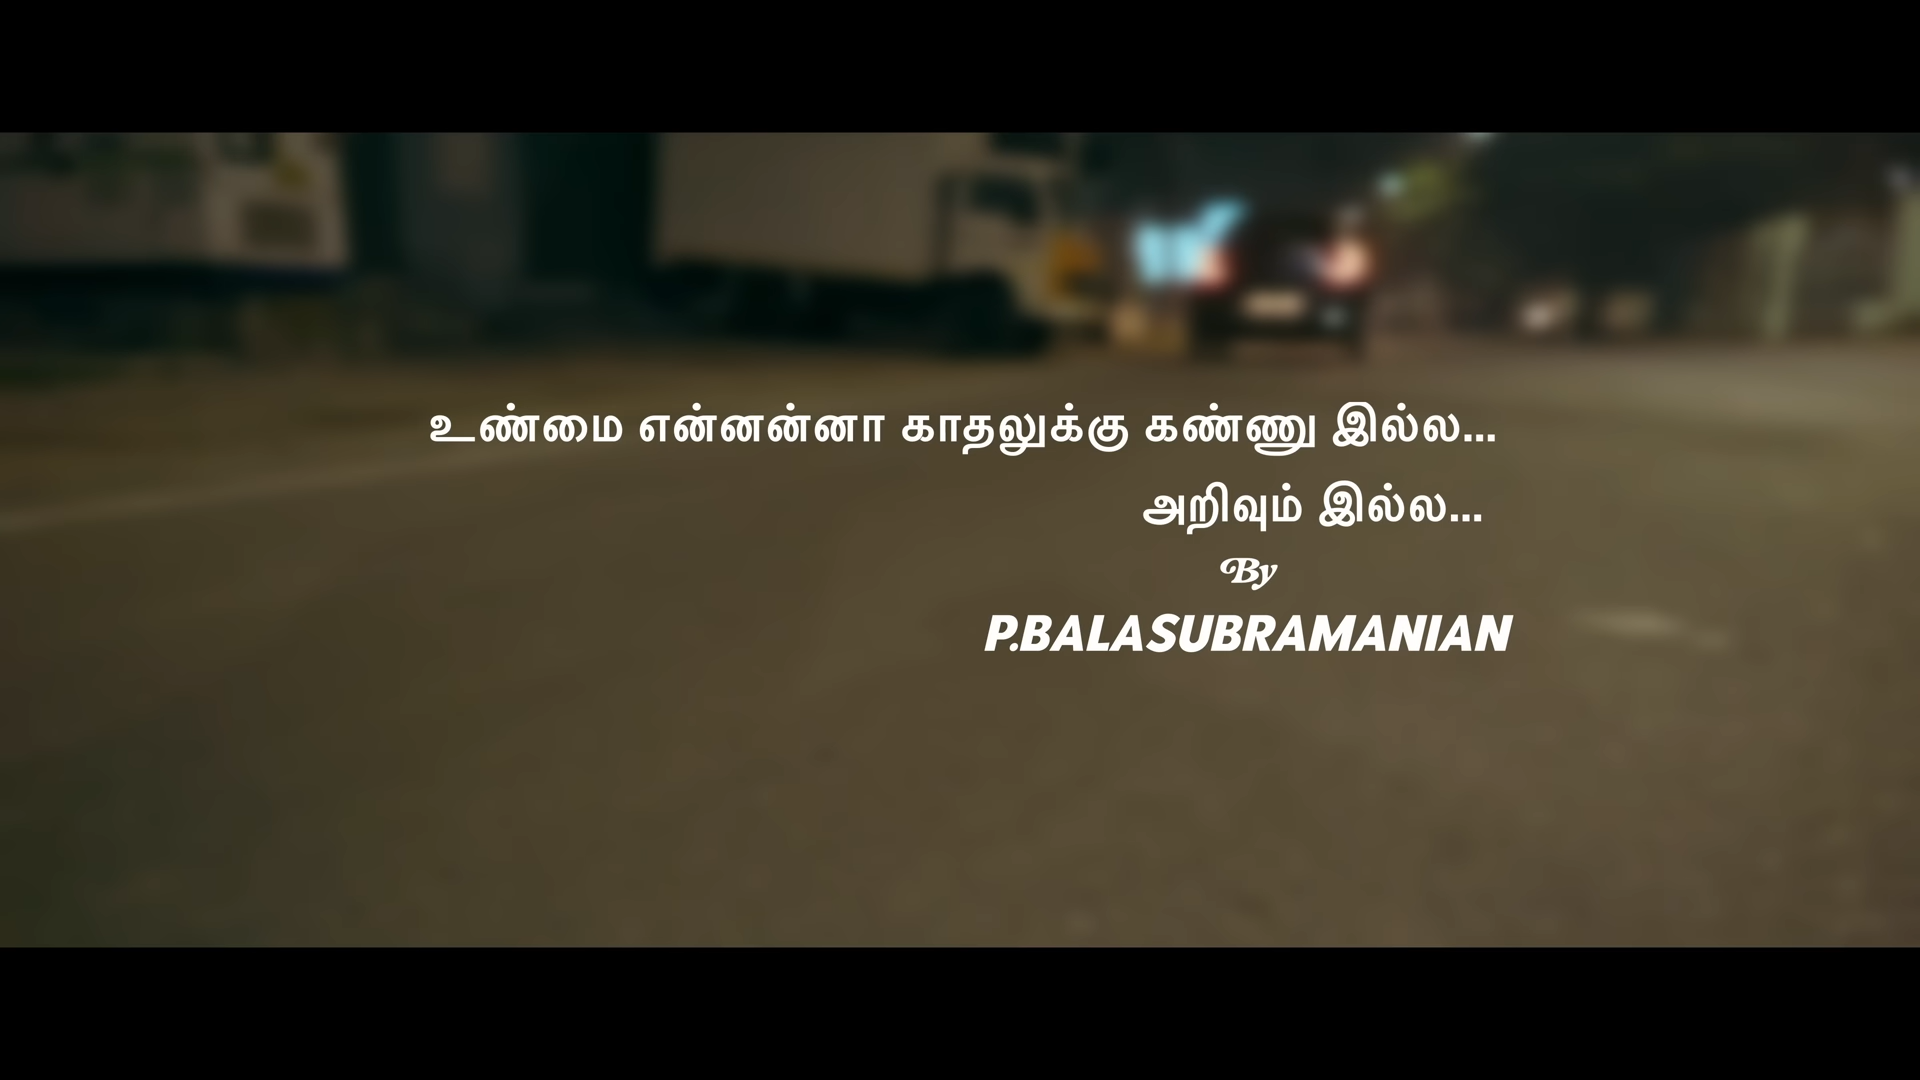 உண்மை என்னன்னா காதலுக்கு கண்ணு இல்ல...
அறிவும் இல்ல...
By
P.BALASUBRAMANIAN